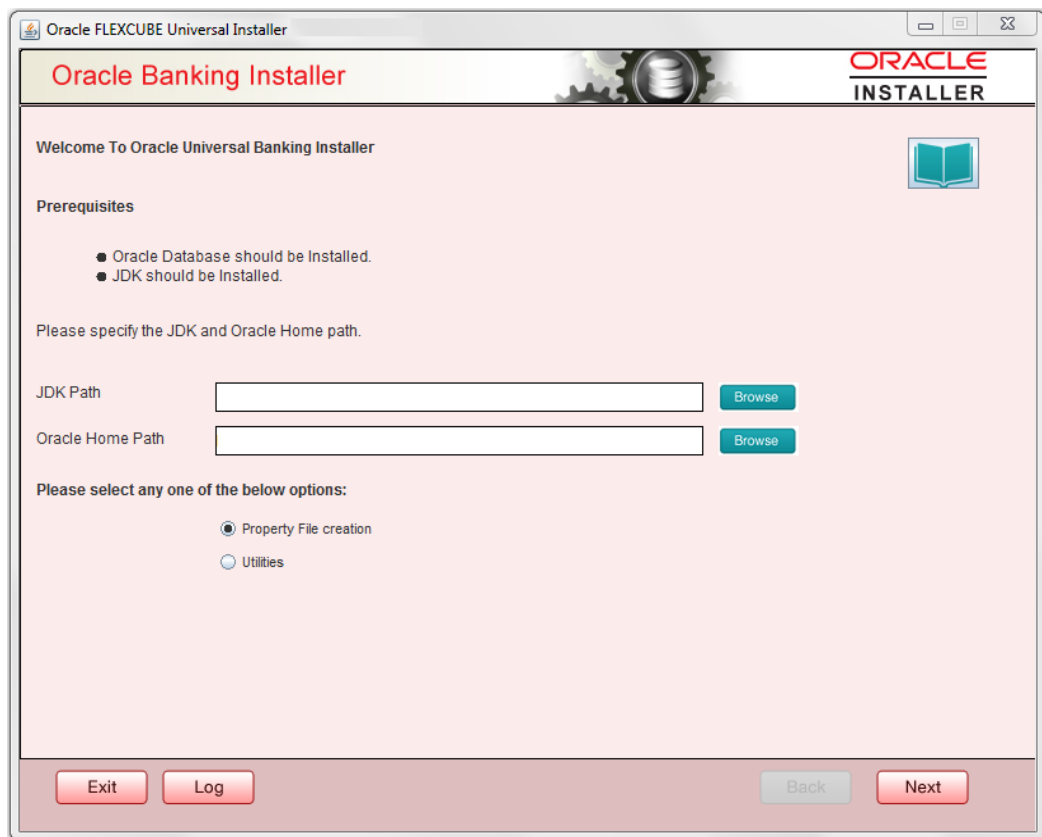 Oracle FLEXCUBE Universal Installer
Oracle Banking Installer
ORACLE
INSTALLER
Welcome To Oracle Universal Banking Installer
Prerequisites
Oracle Database should be Installed.
JDK should be Installed.
Please specify the JDK and Oracle Home path.
JDK Path
Browse
Oracle Home Path
Browse
Please select any one of the below options:
Property File creation
Utilities
Exit
Log
Back
Next